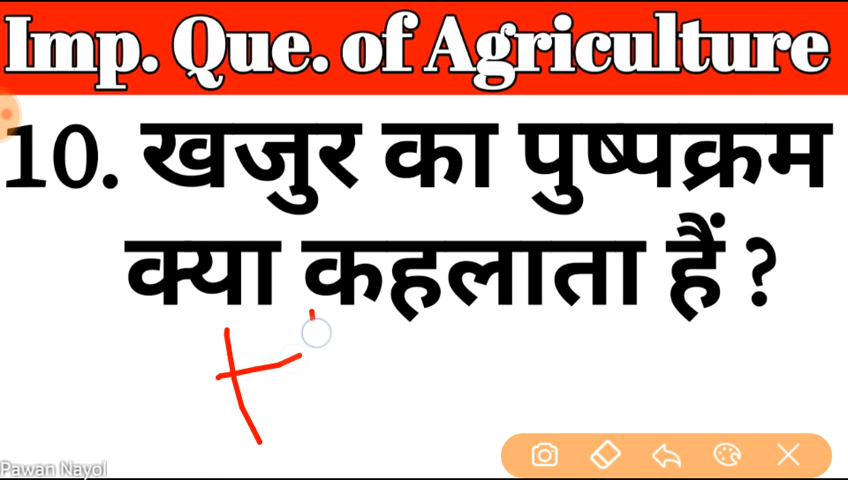 Imp. Que. of Agriculture
10. खजुर का पुष्पक्रम
क्या कहलाता हैं ?
Pawan Nayol